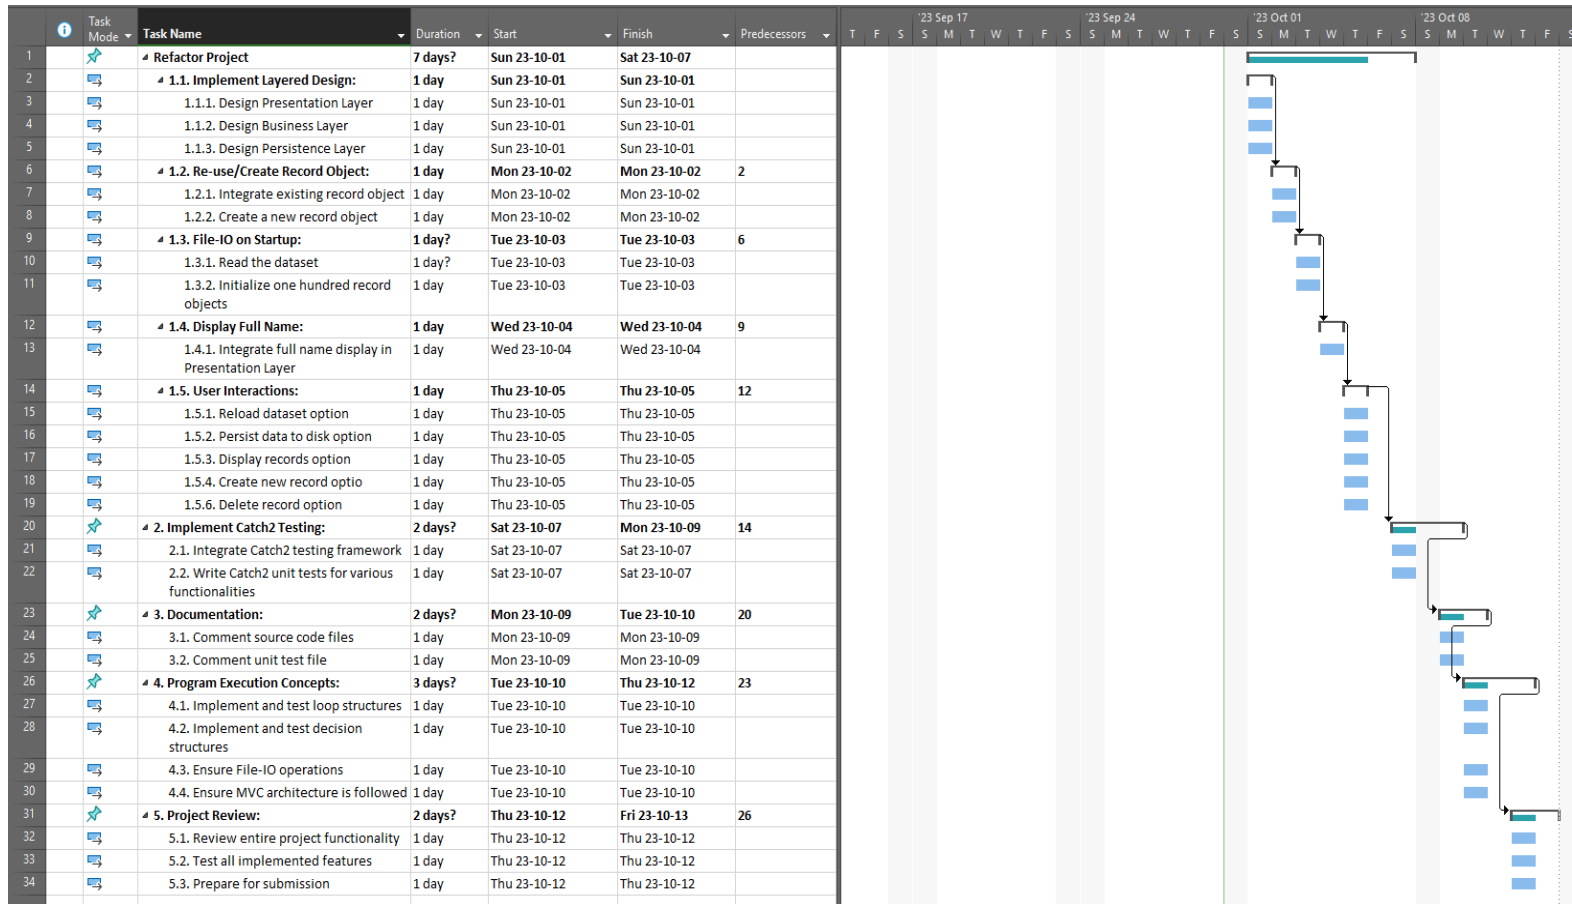 '23 Sep 17 '23 Sep 24 '23 Oct 01 '23 Oct 08
Task Mode Task Name Duration Start Finish Predecessors T F S S M T W T F S S M T W T F S S M T W T F S S M T W T F S
1 Refactor Project 7 days? Sun 23-10-01 Sat 23-10-07
2 1.1. Implement Layered Design: 1 day Sun 23-10-01 Sun 23-10-01
3 1.1.1. Design Presentation Layer 1 day Sun 23-10-01 Sun 23-10-01
4 1.1.2. Design Business Layer 1 day Sun 23-10-01 Sun 23-10-01
5 1.1.3. Design Persistence Layer 1 day Sun 23-10-01 Sun 23-10-01
6 1.2. Re-use/Create Record Object: 1 day Mon 23-10-02 Mon 23-10-02 2
7 1.2.1. Integrate existing record object 1 day Mon 23-10-02 Mon 23-10-02
8 1.2.2. Create a new record object 1 day Mon 23-10-02 Mon 23-10-02
9 1.3. File-IO on Startup: 1 day? Tue 23-10-03 Tue 23-10-03 6
10 1.3.1. Read the dataset 1 day? Tue 23-10-03 Tue 23-10-03
11 1.3.2. Initialize one hundred record 1 day Tue 23-10-03 Tue 23-10-03
objects
12 1.4. Display Full Name: 1 day Wed 23-10-04 Wed 23-10-04 9
13 1.4.1. Integrate full name display in 1 day Wed 23-10-04 Wed 23-10-04
Presentation Layer
14 1.5. User Interactions: 1 day Thu 23-10-05 Thu 23-10-05 12
15 1.5.1. Reload dataset option 1 day Thu 23-10-05 Thu 23-10-05
16 1.5.2. Persist data to disk option 1 day Thu 23-10-05 Thu 23-10-05
17 1.5.3. Display records option 1 day Thu 23-10-05 Thu 23-10-05
18 1.5.4. Create new record optio 1 day Thu 23-10-05 Thu 23-10-05
19 1.5.6. Delete record option 1 day Thu 23-10-05 Thu 23-10-05
20 2. Implement Catch2 Testing: 2 days? Sat 23-10-07 Mon 23-10-09 14
21 2.1. Integrate Catch2 testing framework 1 day Sat 23-10-07 Sat 23-10-07
22 2.2. Write Catch2 unit tests for various 1 day Sat 23-10-07 Sat 23-10-07
functionalities
23 3. Documentation: 2 days? Mon 23-10-09 Tue 23-10-10 20
24 3.1. Comment source code files 1 day Mon 23-10-09 Mon 23-10-09
25 3.2. Comment unit test file 1 day Mon 23-10-09 Mon 23-10-09
26 4. Program Execution Concepts: 3 days? Tue 23-10-10 Thu 23-10-12 23
27 4.1. Implement and test loop structures 1 day Tue 23-10-10 Tue 23-10-10
28 4.2. Implement and test decision 1 day Tue 23-10-10 Tue 23-10-10
structures
29 4.3. Ensure File-IO operations 1 day Tue 23-10-10 Tue 23-10-10
30 4.4. Ensure MVC architecture is followed 1 day Tue 23-10-10 Tue 23-10-10
31 5. Project Review: 2 days? Thu 23-10-12 Fri 23-10-13 26
32 5.1. Review entire project functionality 1 day Thu 23-10-12 Thu 23-10-12
33 5.2. Test all implemented features 1 day Thu 23-10-12 Thu 23-10-12
34 5.3. Prepare for submission 1 day Thu 23-10-12 Thu 23-10-12